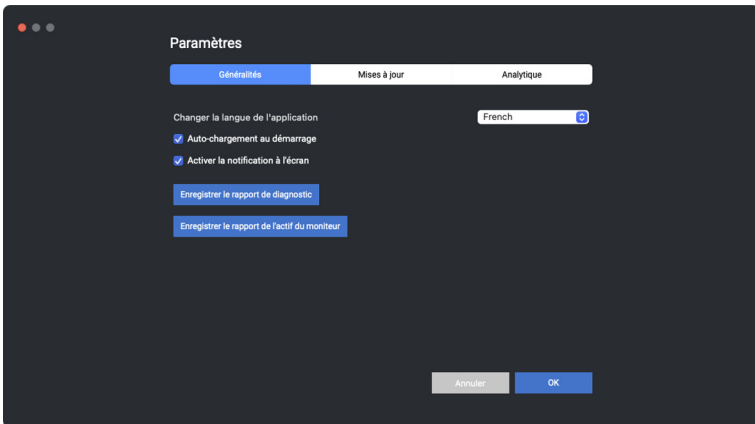 Paramètres
Généralités
Mises à jour
Analytique
Changer la langue de l'application
French
Auto-chargement au démarrage
Activer la notification à l'écran
Enregistrer le rapport de diagnostic
Enregistrer le rapport de l'actif du moniteur
Annuler
OK